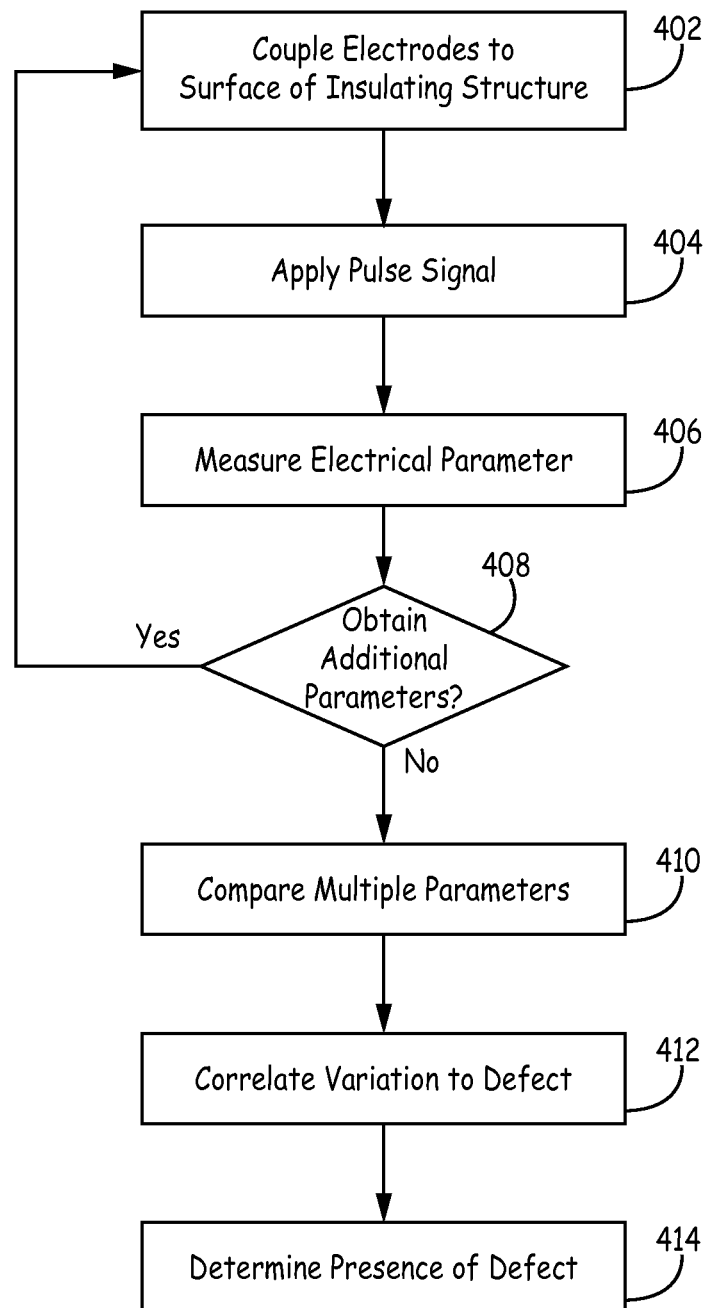 Couple Electrodes to
Surface of Insulating Structure
402
Apply Pulse Signal
404
Measure Electrical Parameter
406
408
Obtain
Additional
Parameters?
Yes
No
Compare Multiple Parameters
410
Correlate Variation to Defect
412
Determine Presence of Defect
414